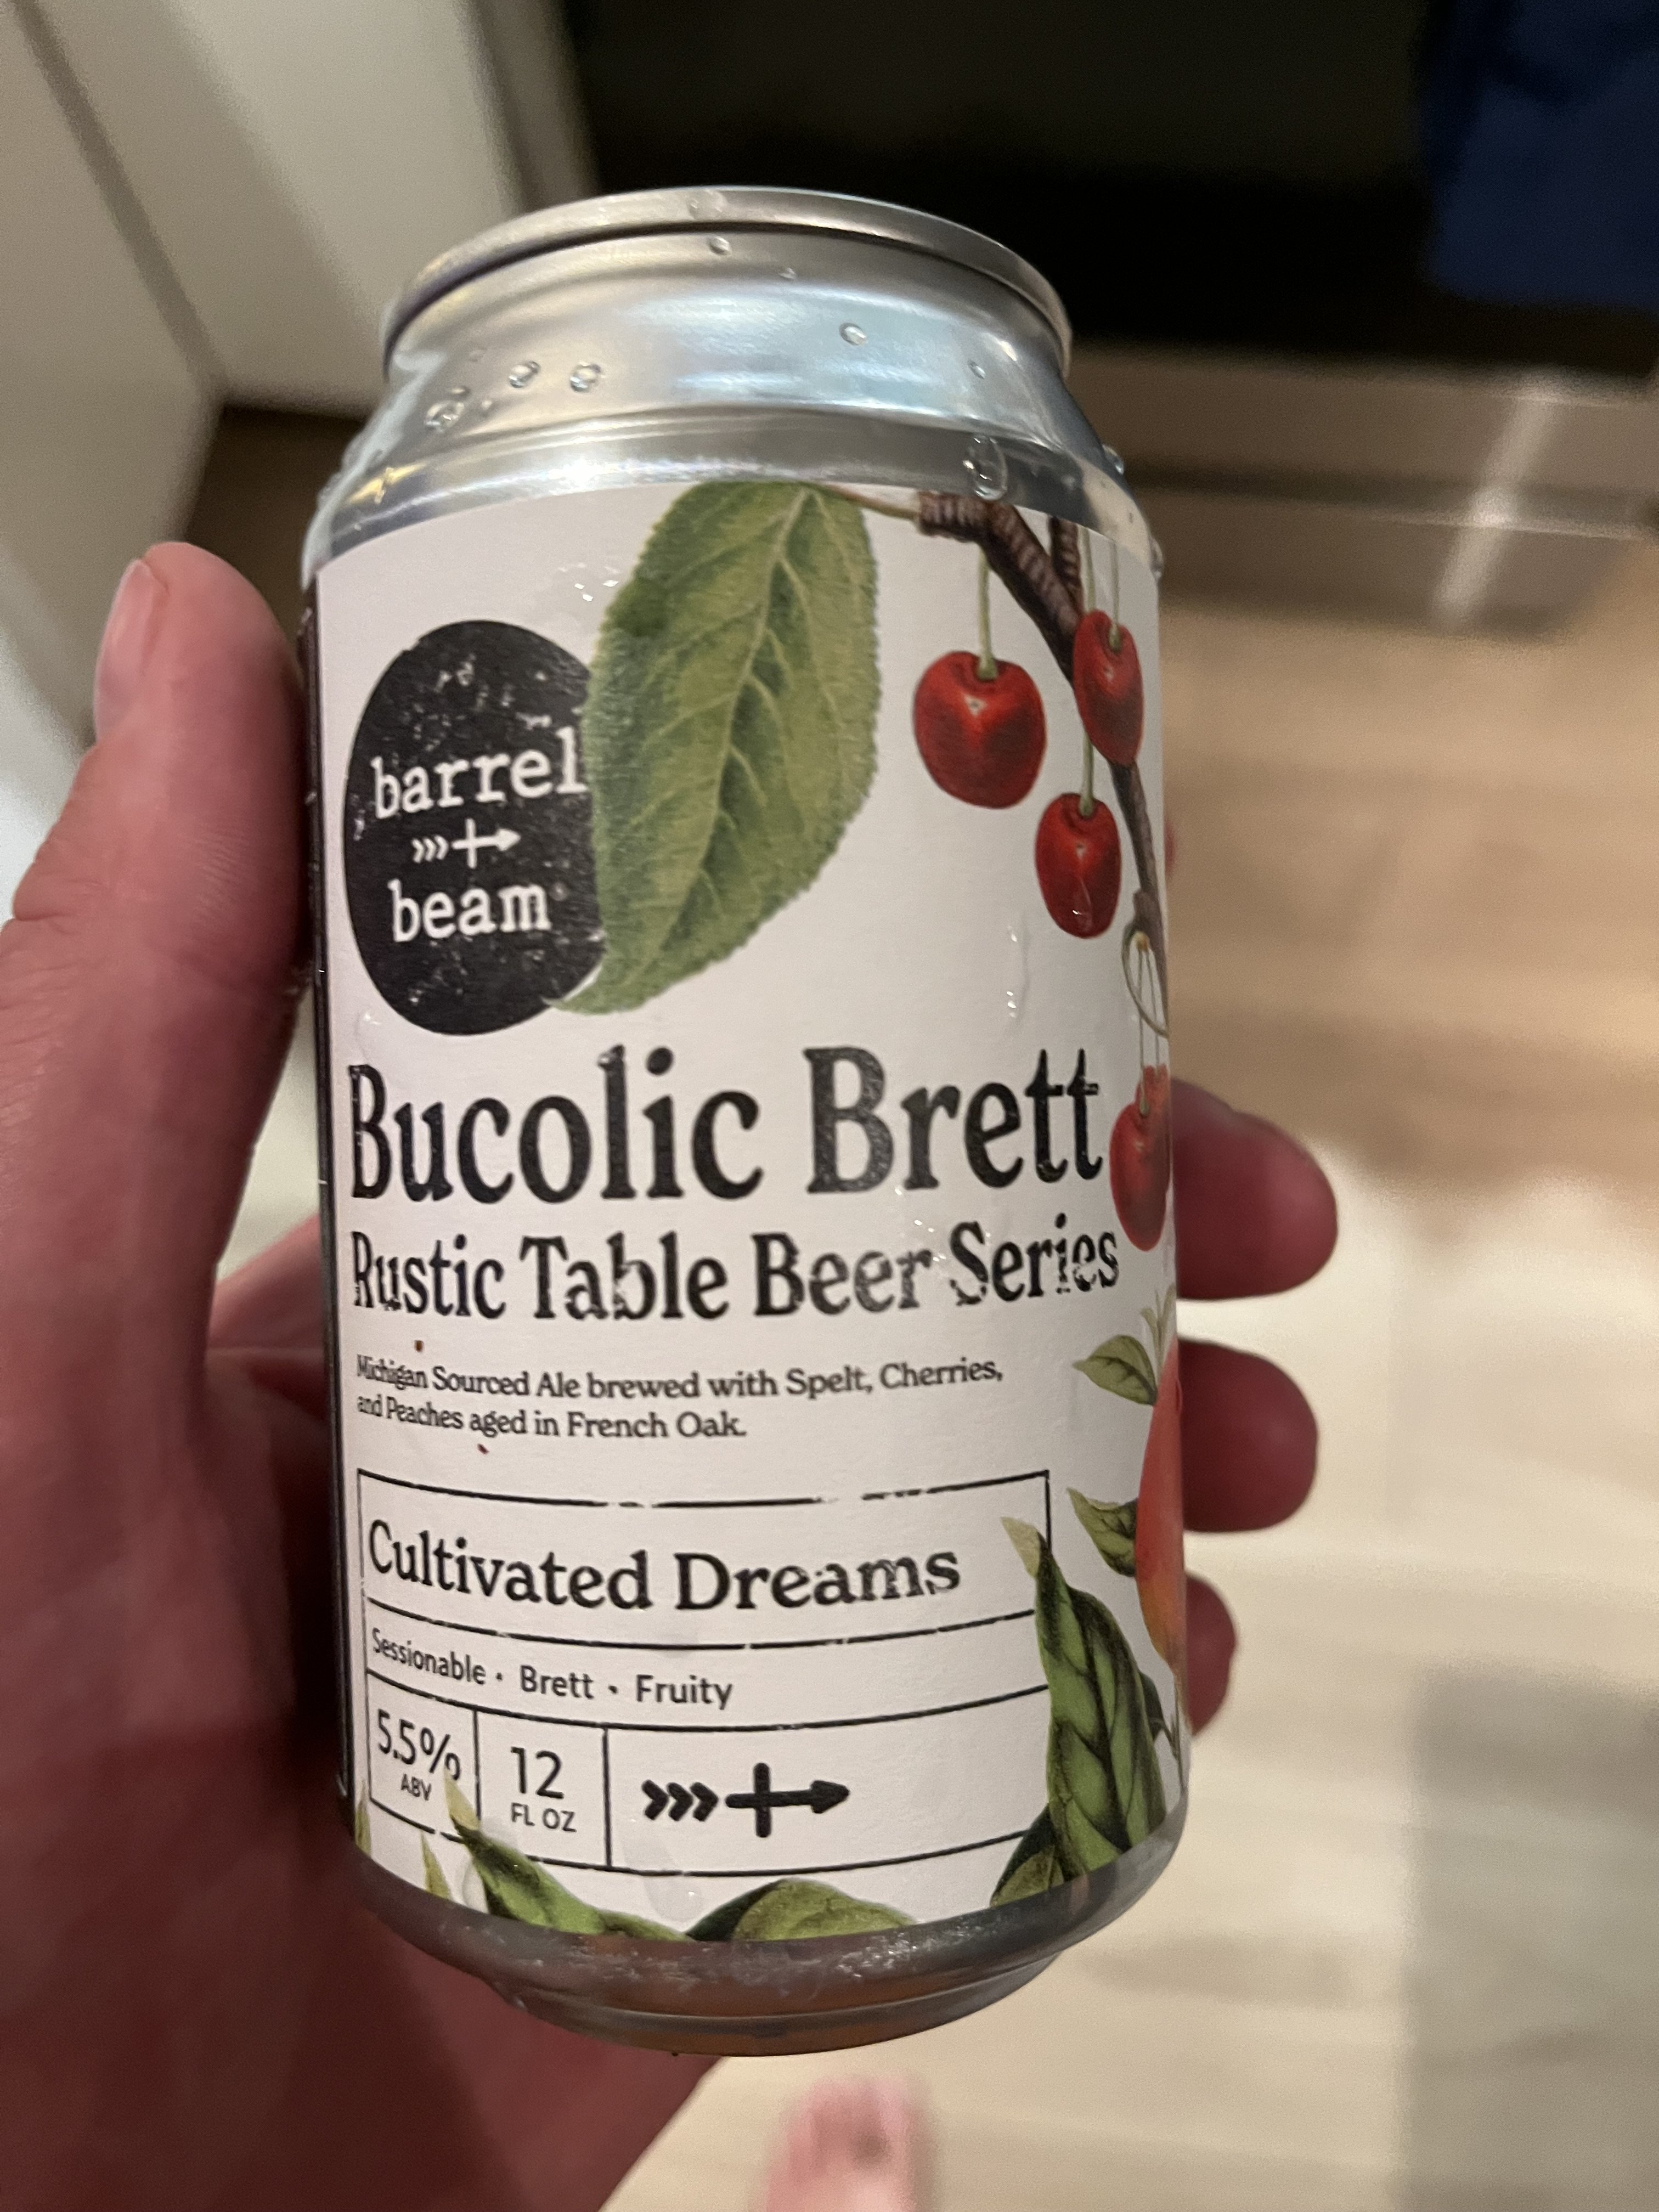 barrel
beam
Bucolic Brett
Rustic Table Beer Series
Michigan Sourced Ale brewed with Spelt, Cherries,
and Peaches aged in French Oak.
Cultivated Dreams
Sessionable • Brett • Fruity
5.5%
ABV
12
FL OZ